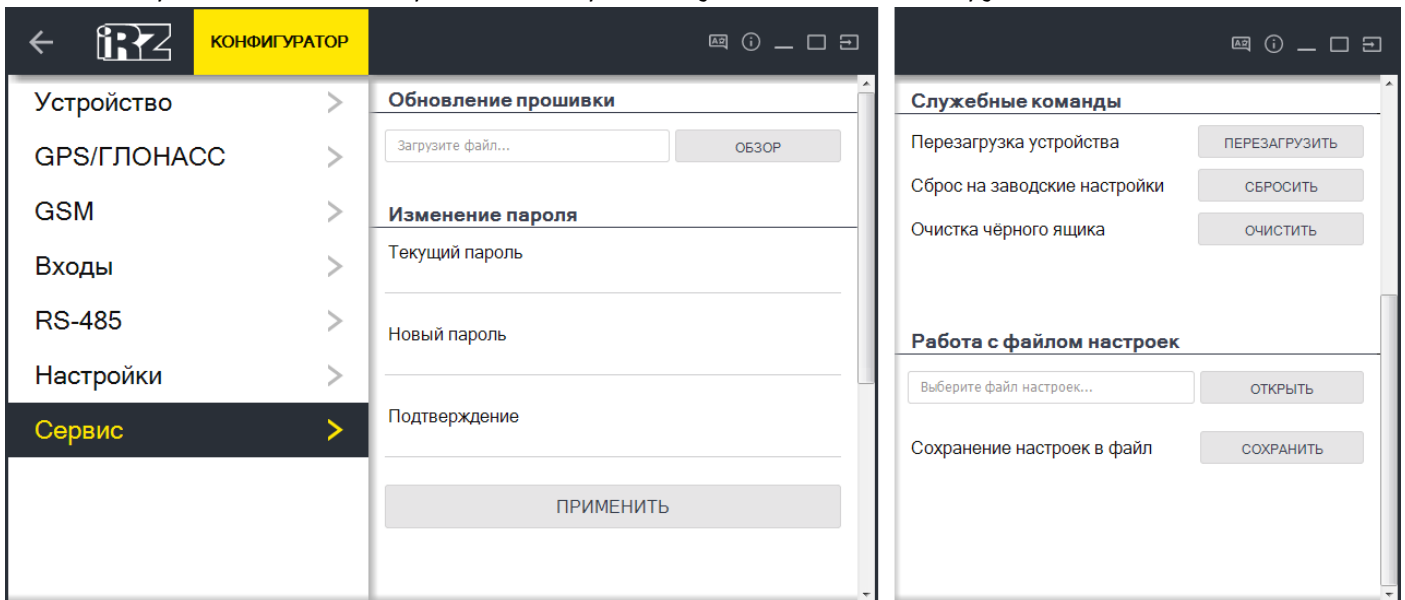 iRZ КОНФИГУРАТОР
Устройство
GPS/ГЛОНАСС
GSM
Входы
RS-485
Настройки
Сервис
Обновление прошивки
Загрузите файл... ОБЗОР
Изменение пароля
Текущий пароль
Новый пароль
Подтверждение
ПРИМЕНИТЬ
Служебные команды
Перезагрузка устройства ПЕРЕЗАГРУЗИТЬ
Сброс на заводские настройки СБРОСИТЬ
Очистка чёрного ящика ОЧИСТИТЬ
Работа с файлом настроек
Выберите файл настроек... ОТКРЫТЬ
Сохранение настроек в файл СОХРАНИТЬ